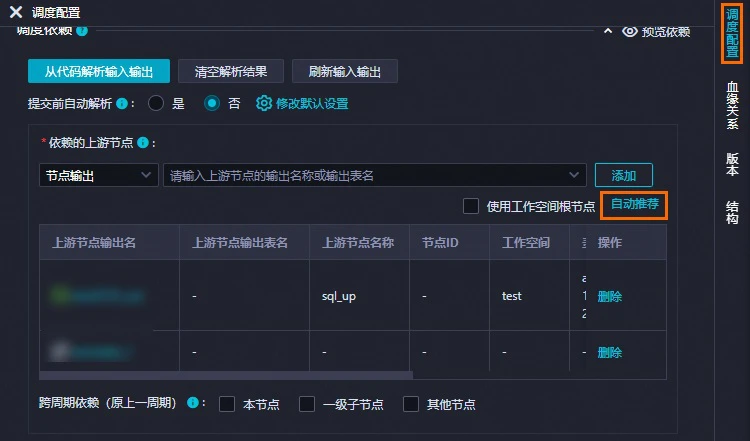 调度配置
调度依赖
预览依赖
从代码解析输入输出
清空解析结果
刷新输入输出
提交前自动解析
:
是
否
修改默认设置
*依赖的上游节点
:
节点输出
请输入上游节点的输出名称或输出表名
添加
使用工作空间根节点
自动推荐
上游节点输出名
上游节点输出表名
上游节点名称
节点ID
工作空间
操作
-
sql_up
-
test
a
1
2
删除
-
-
-
-
-
删除
跨周期依赖（原上一周期）
:
本节点
一级子节点
其他节点
调度配置
血缘关系
版本
结构